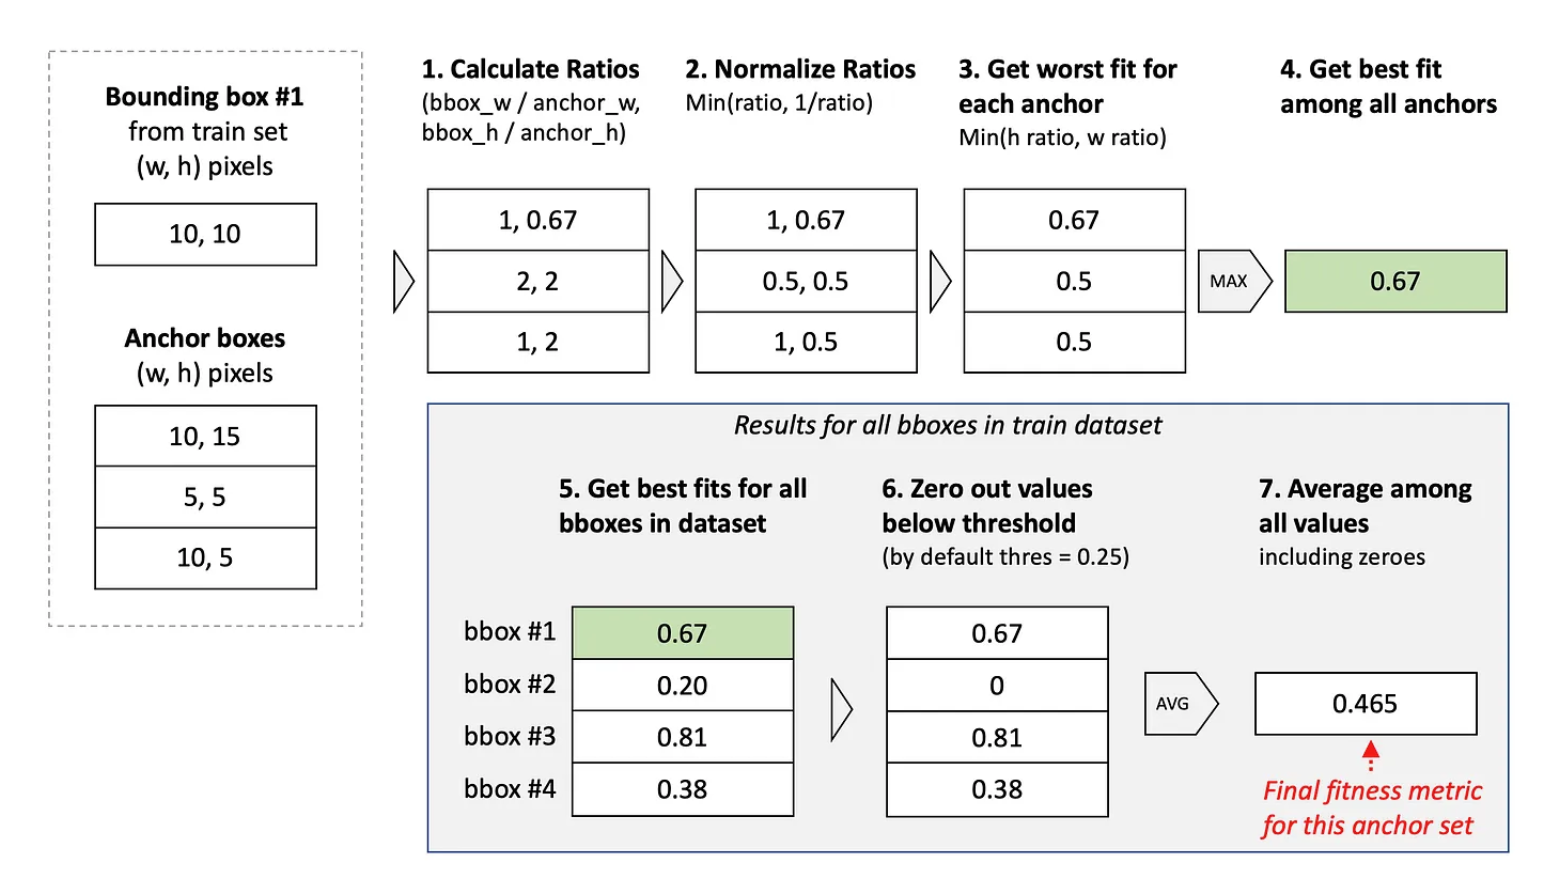 Bounding box #1
from train set
(w, h) pixels
10, 10
Anchor boxes
(w, h) pixels
10, 15
5, 5
10, 5
1. Calculate Ratios
(bbox_w / anchor_w,
bbox_h / anchor_h)
1, 0.67
2, 2
1, 2
2. Normalize Ratios
Min(ratio, 1/ratio)
1, 0.67
0.5, 0.5
1, 0.5
3. Get worst fit for
each anchor
Min(h ratio, w ratio)
0.67
0.5
0.5
MAX
4. Get best fit
among all anchors
0.67
Results for all bboxes in train dataset
5. Get best fits for all
bboxes in dataset
bbox #1 0.67
bbox #2 0.20
bbox #3 0.81
bbox #4 0.38
6. Zero out values
below threshold
(by default thres = 0.25)
0.67
0
0.81
0.38
AVG
7. Average among
all values
including zeroes
0.465
Final fitness metric
for this anchor set